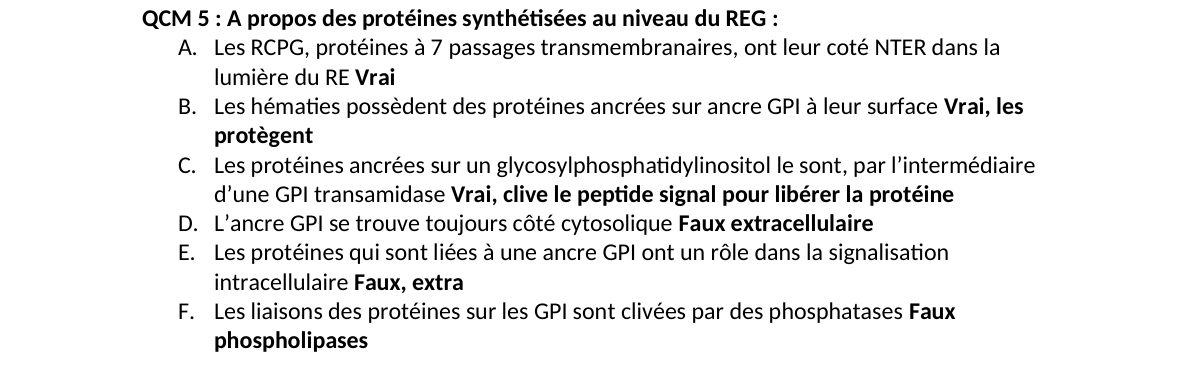 QCM 5 : A propos des protéines synthétisées au niveau du REG :
A. Les RCPG, protéines à 7 passages transmembranaires, ont leur coté NTER dans la
lumière du RE Vrai
B. Les hématies possèdent des protéines ancrées sur ancre GPI à leur surface Vrai, les
protègent
C. Les protéines ancrées sur un glycosylphosphatidylinositol le sont, par l’intermédiaire
d’une GPI transamidase Vrai, clive le peptide signal pour libérer la protéine
D. L’ancre GPI se trouve toujours côté cytosolique Faux extracellulaire
E. Les protéines qui sont liées à une ancre GPI ont un rôle dans la signalisation
intracellulaire Faux, extra
F. Les liaisons des protéines sur les GPI sont clivées par des phosphatases Faux
phospholipases